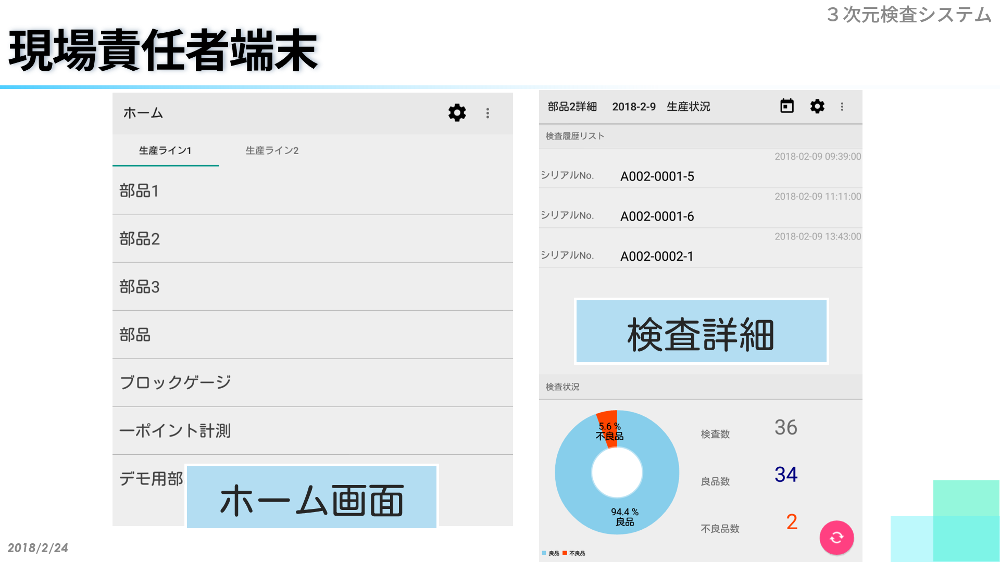 ３次元検査システム
現場責任者端末
ホーム
生産ライン1 生産ライン2
部品1
部品2
部品3
部品
ブロックゲージ
一ポイント計測
デモ用部
ホーム画面
部品2詳細 2018-2-9 生産状況
検査履歴リスト
2018-02-09 09:39:00
シリアルNo. A002-0001-5
2018-02-09 11:11:00
シリアルNo. A002-0001-6
2018-02-09 13:43:00
シリアルNo. A002-0002-1
検査詳細
検査状況
5.6 %
不良品
94.4 %
良品
検査数 36
良品数 34
不良品数 2
良品 不良品
2018/2/24